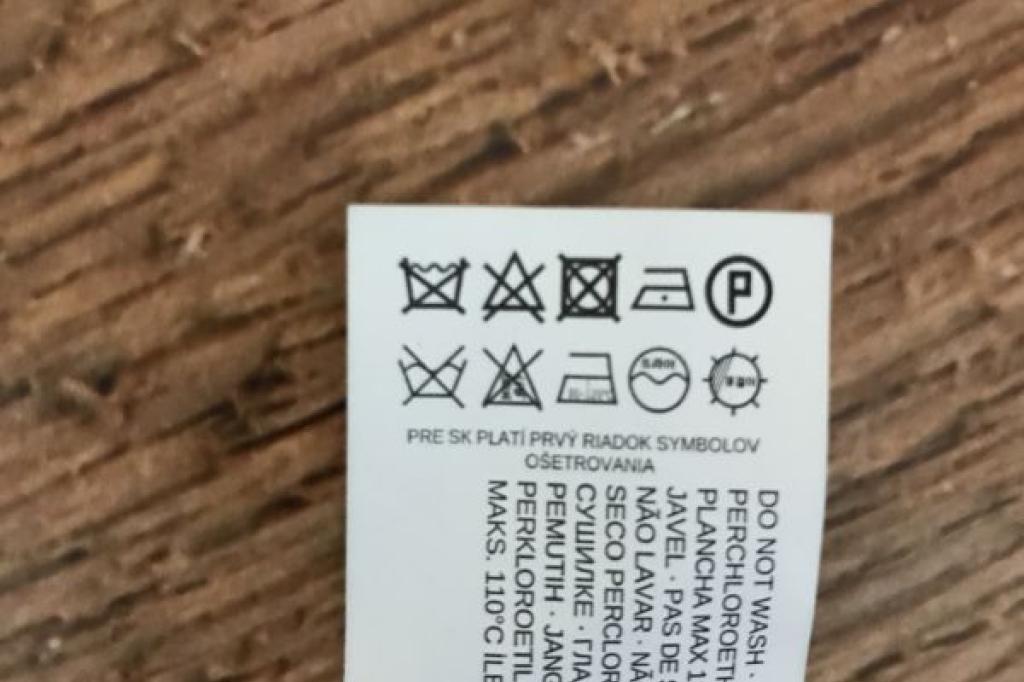 P
PRE SK PLATÍ PRVÝ RIADOK SYMBOLOV
OŠETROVANIA
DO NOT WASH ·
PERCHLOROETH
PLANCHA MAX 1
JAVEL · PAS DE
NÃO LAVAR · NÃ
SECO PERCLOR
СУШИЛКЕ · ГЛА
PEMUTIH · JANG
PERKLOROETIL
MAKS. 110°C İLE